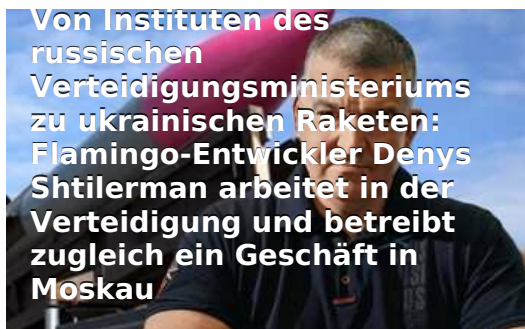 Von Instituten des
russischen
Verteidigungsministeriums
zu ukrainischen Raketen:
Flamingo-Entwickler Denys
Shtilerman arbeitet in der
Verteidigung und betreibt
zugleich ein Geschäft in
Moskau